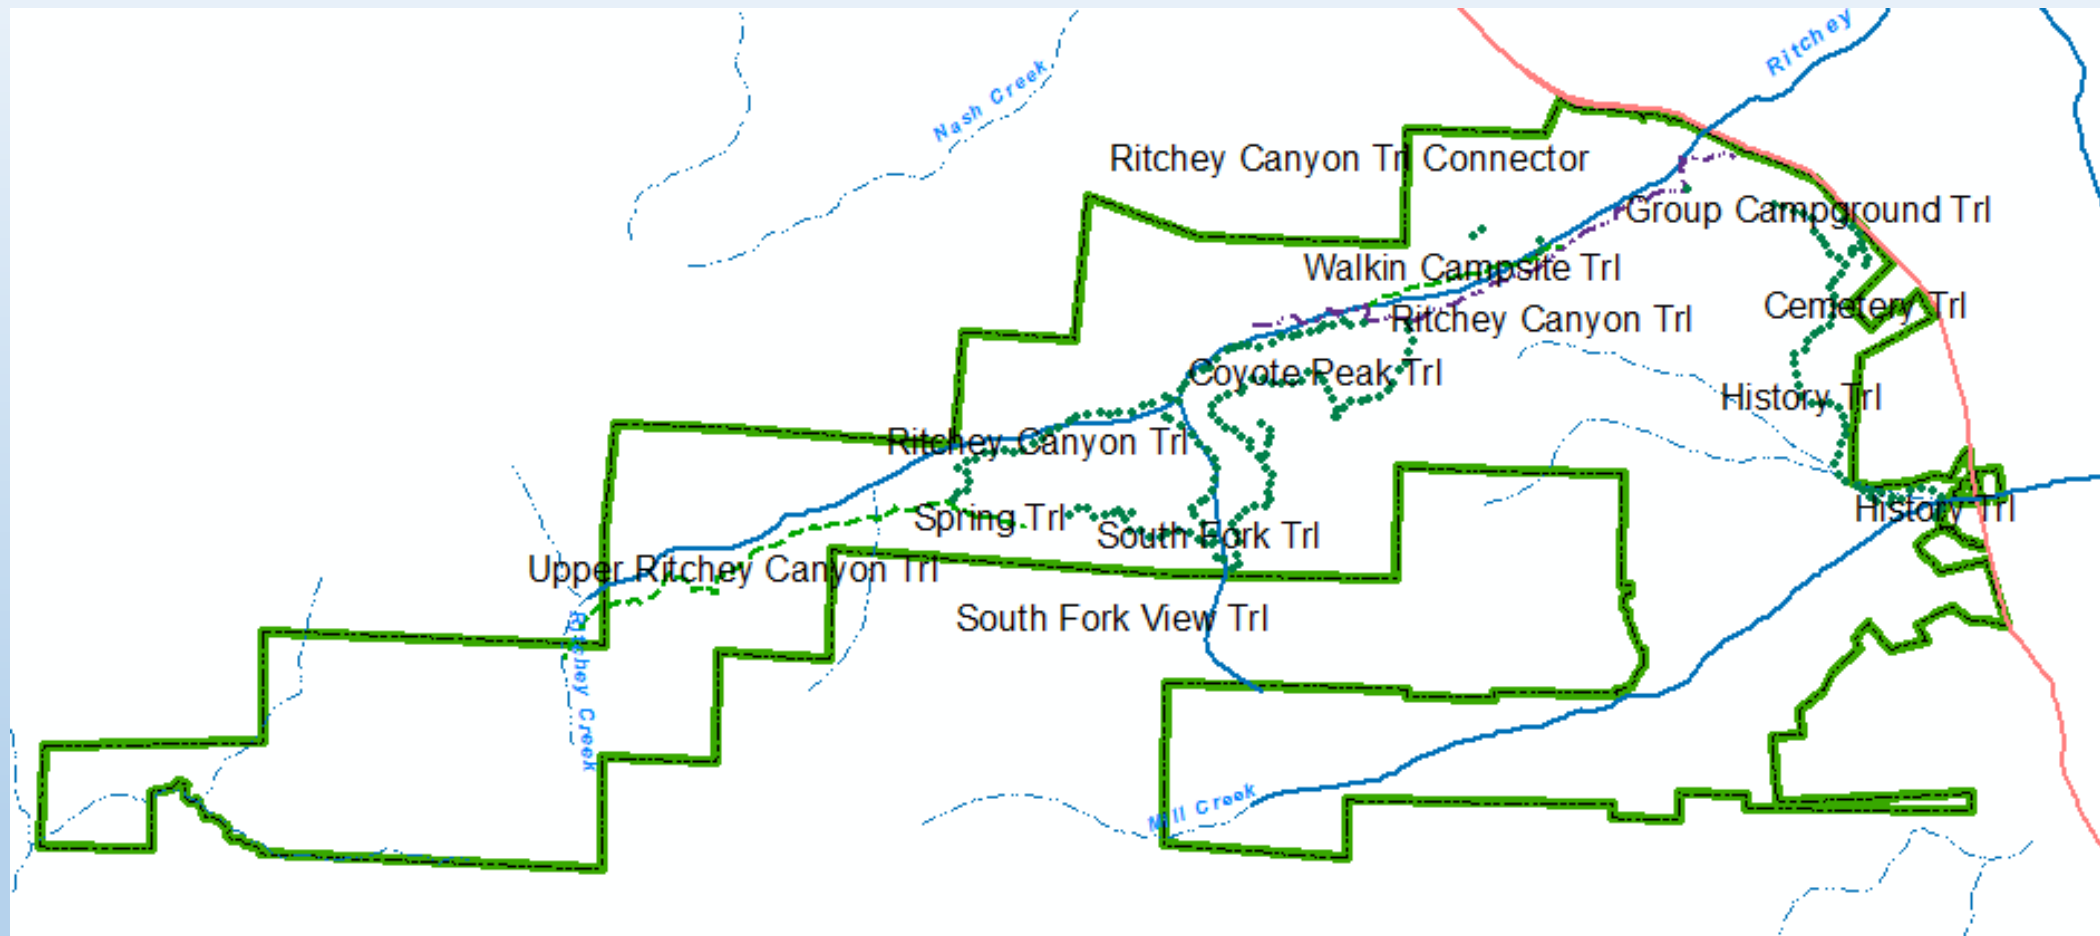 Ritchey
Nash Creek
Ritchey Canyon Trl Connector
Group Campground Trl
Walkin Campsite Trl
Cemetery Trl
Ritchey Canyon Trl
Coyote Peak Trl
History Trl
Ritchey Canyon Trl
History Trl
Spring Trl
South Fork Trl
Upper Ritchey Canyon Trl
South Fork View Trl
Ritchey Creek
Mill Creek